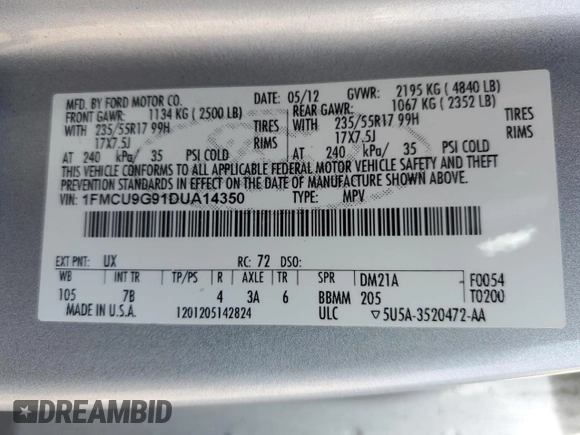 MFD. BY FORD MOTOR CO. DATE: 05/12 GVWR: 2195 KG ( 4840 LB)
FRONT GAWR: 1134 KG ( 2500 LB) REAR GAWR: 1067 KG ( 2352 LB)
WITH 235/55R17 99H TIRES WITH 235/55R17 99H TIRES
17X7.5J RIMS 17X7.5J RIMS
AT 240 kPa/ 35 PSI COLD AT 240 kPa/ 35 PSI COLD
THIS VEHICLE CONFORMS TO ALL APPLICABLE FEDERAL MOTOR VEHICLE SAFETY AND THEFT
PREVENTION STANDARDS IN EFFECT ON THE DATE OF MANUFACTURE SHOWN ABOVE.
VIN: 1FMCU9G91DUA14350 TYPE: MPV
EXT PNT: UX RC: 72 DSO:
WB INT TR TP/PS R AXLE TR SPR DM21A F0054
105 7B 4 3A 6 BBMM 205 T0200
MADE IN U.S.A. 1201205142824 ULC ▽5U5A-3520472-AA
DREAMBID